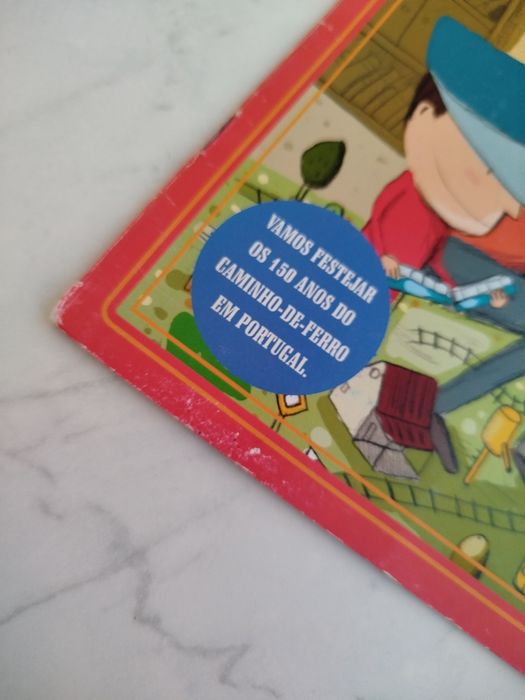 VAMOS FESTEJAR
OS 150 ANOS DO
CAMINHO-DE-FERRO
EM PORTUGAL.